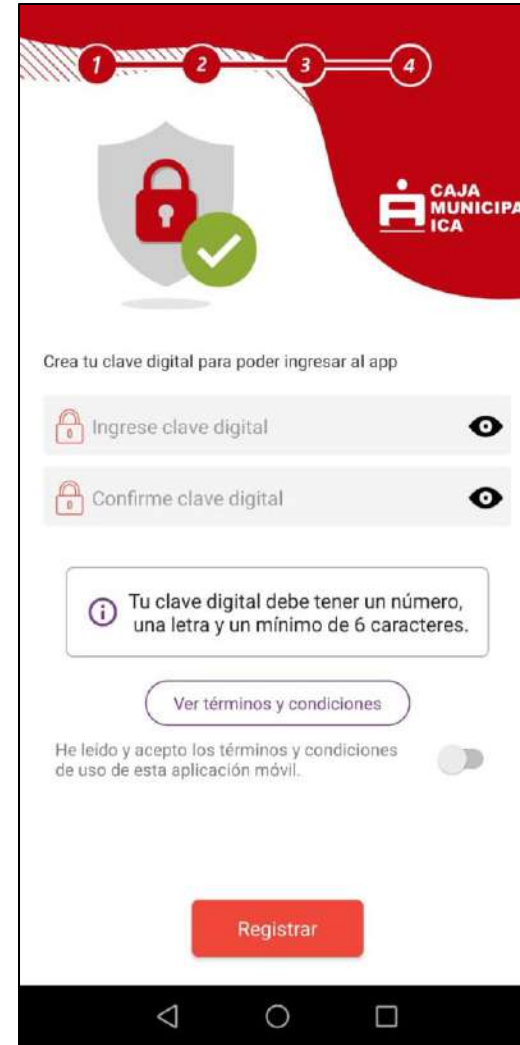 1 2 3 4
CAJA
MUNICIPA
ICA
Crea tu clave digital para poder ingresar al app
Ingrese clave digital
Confirme clave digital
Tu clave digital debe tener un número,
una letra y un mínimo de 6 caracteres.
Ver términos y condiciones
He leído y acepto los términos y condiciones
de uso de esta aplicación móvil.
Registrar